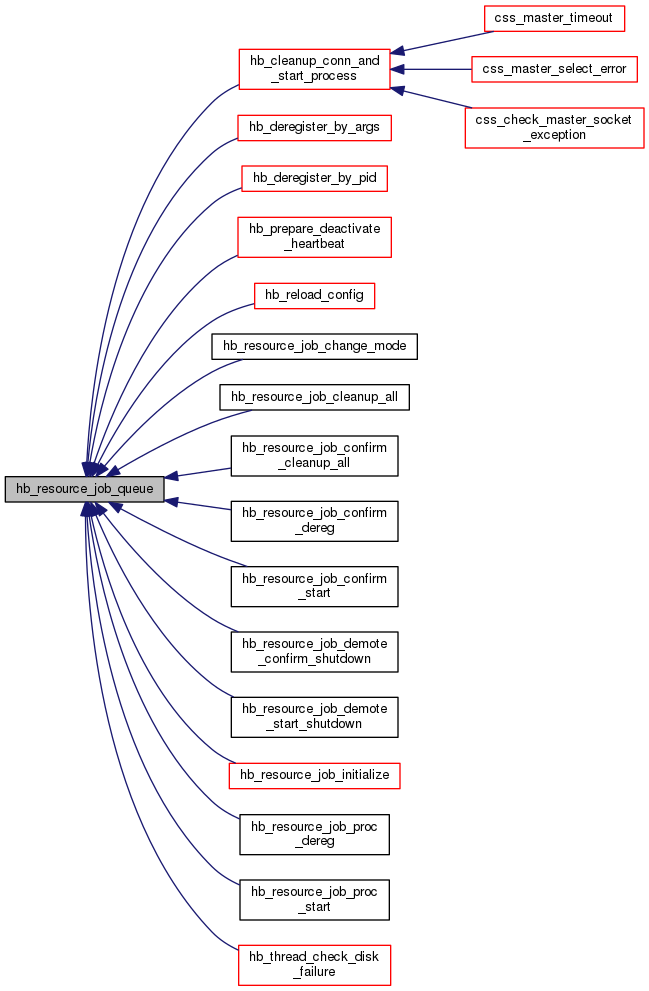 css_master_timeout
hb_cleanup_conn_and
_start_process
css_master_select_error
css_check_master_socket
_exception
hb_deregister_by_args
hb_deregister_by_pid
hb_prepare_deactivate
_heartbeat
hb_reload_config
hb_resource_job_change_mode
hb_resource_job_cleanup_all
hb_resource_job_confirm
_cleanup_all
hb_resource_job_queue
hb_resource_job_confirm
_dereg
hb_resource_job_confirm
_start
hb_resource_job_demote
_confirm_shutdown
hb_resource_job_demote
_start_shutdown
hb_resource_job_initialize
hb_resource_job_proc
_dereg
hb_resource_job_proc
_start
hb_thread_check_disk
_failure